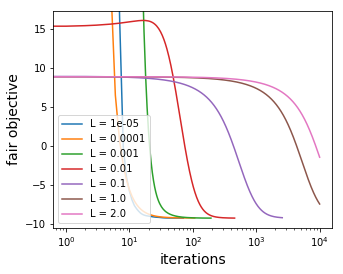 15
10
5
0
−5
−10
fair objective
L = 1e-05
L = 0.0001
L = 0.001
L = 0.01
L = 0.1
L = 1.0
L = 2.0
10⁰ 10¹ 10² 10³ 10⁴
iterations